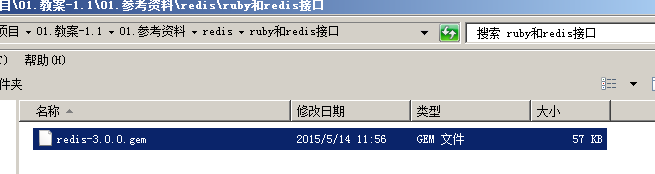 目\01.教案-1.1\01.参考资料\redis\ruby和redis接口
项目 ▾ 01.教案-1.1 ▾ 01.参考资料 ▾ redis ▾ ruby和redis接口 搜索 ruby和redis接口
) 帮助(H)
件夹
名称 修改日期 类型 大小
redis-3.0.0.gem 2015/5/14 11:56 GEM 文件 57 KB